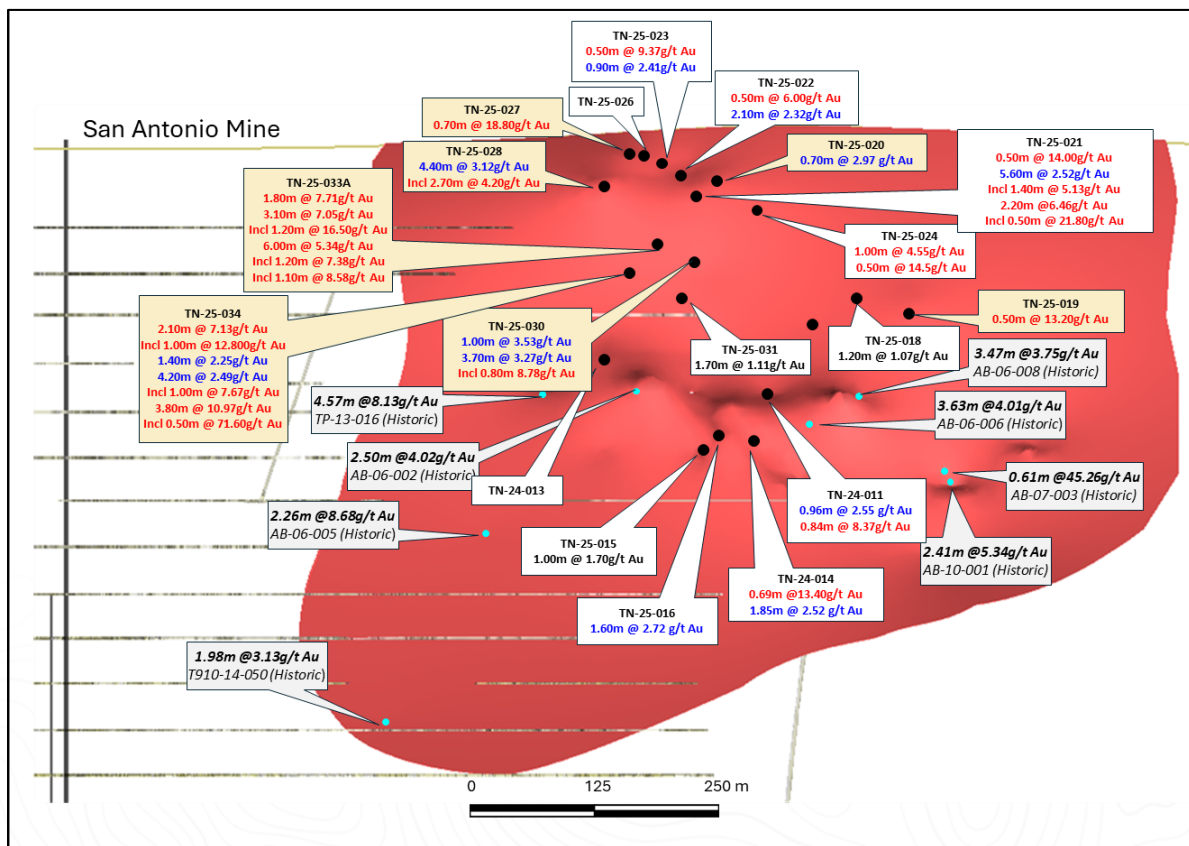 San Antonio Mine
TN-25-023
0.50m @ 9.37g/t Au
0.90m @ 2.41g/t Au
TN-25-026
TN-25-022
0.50m @ 6.00g/t Au
2.10m @ 2.32g/t Au
TN-25-027
0.70m @ 18.80g/t Au
TN-25-028
4.40m @ 3.12g/t Au
Incl 2.70m @ 4.20g/t Au
TN-25-020
0.70m @ 2.97 g/t Au
TN-25-021
0.50m @ 14.00g/t Au
5.60m @ 2.52g/t Au
Incl 1.40m @ 5.13g/t Au
2.20m @6.46g/t Au
Incl 0.50m @ 21.80g/t Au
TN-25-033A
1.80m @ 7.71g/t Au
3.10m @ 7.05g/t Au
Incl 1.20m @ 16.50g/t Au
6.00m @ 5.34g/t Au
Incl 1.20m @ 7.38g/t Au
Incl 1.10m @ 8.58g/t Au
TN-25-024
1.00m @ 4.55g/t Au
0.50m @ 14.5g/t Au
TN-25-034
2.10m @ 7.13g/t Au
Incl 1.00m @ 12.800g/t Au
1.40m @ 2.25g/t Au
4.20m @ 2.49g/t Au
Incl 1.00m @ 7.67g/t Au
3.80m @ 10.97g/t Au
Incl 0.50m @ 71.60g/t Au
TN-25-030
1.00m @ 3.53g/t Au
3.70m @ 3.27g/t Au
Incl 0.80m 8.78g/t Au
TN-25-031
1.70m @ 1.11g/t Au
TN-25-018
1.20m @ 1.07g/t Au
TN-25-019
0.50m @ 13.20g/t Au
3.47m @3.75g/t Au
AB-06-008 (Historic)
4.57m @8.13g/t Au
TP-13-016 (Historic)
3.63m @4.01g/t Au
AB-06-006 (Historic)
2.50m @4.02g/t Au
AB-06-002 (Historic)
0.61m @45.26g/t Au
AB-07-003 (Historic)
TN-24-013
TN-24-011
0.96m @ 2.55 g/t Au
0.84m @ 8.37g/t Au
2.26m @8.68g/t Au
AB-06-005 (Historic)
TN-25-015
1.00m @ 1.70g/t Au
2.41m @5.34g/t Au
AB-10-001 (Historic)
TN-24-014
0.69m @13.40g/t Au
1.85m @ 2.52 g/t Au
TN-25-016
1.60m @ 2.72 g/t Au
1.98m @3.13g/t Au
T910-14-050 (Historic)
0 125 250 m